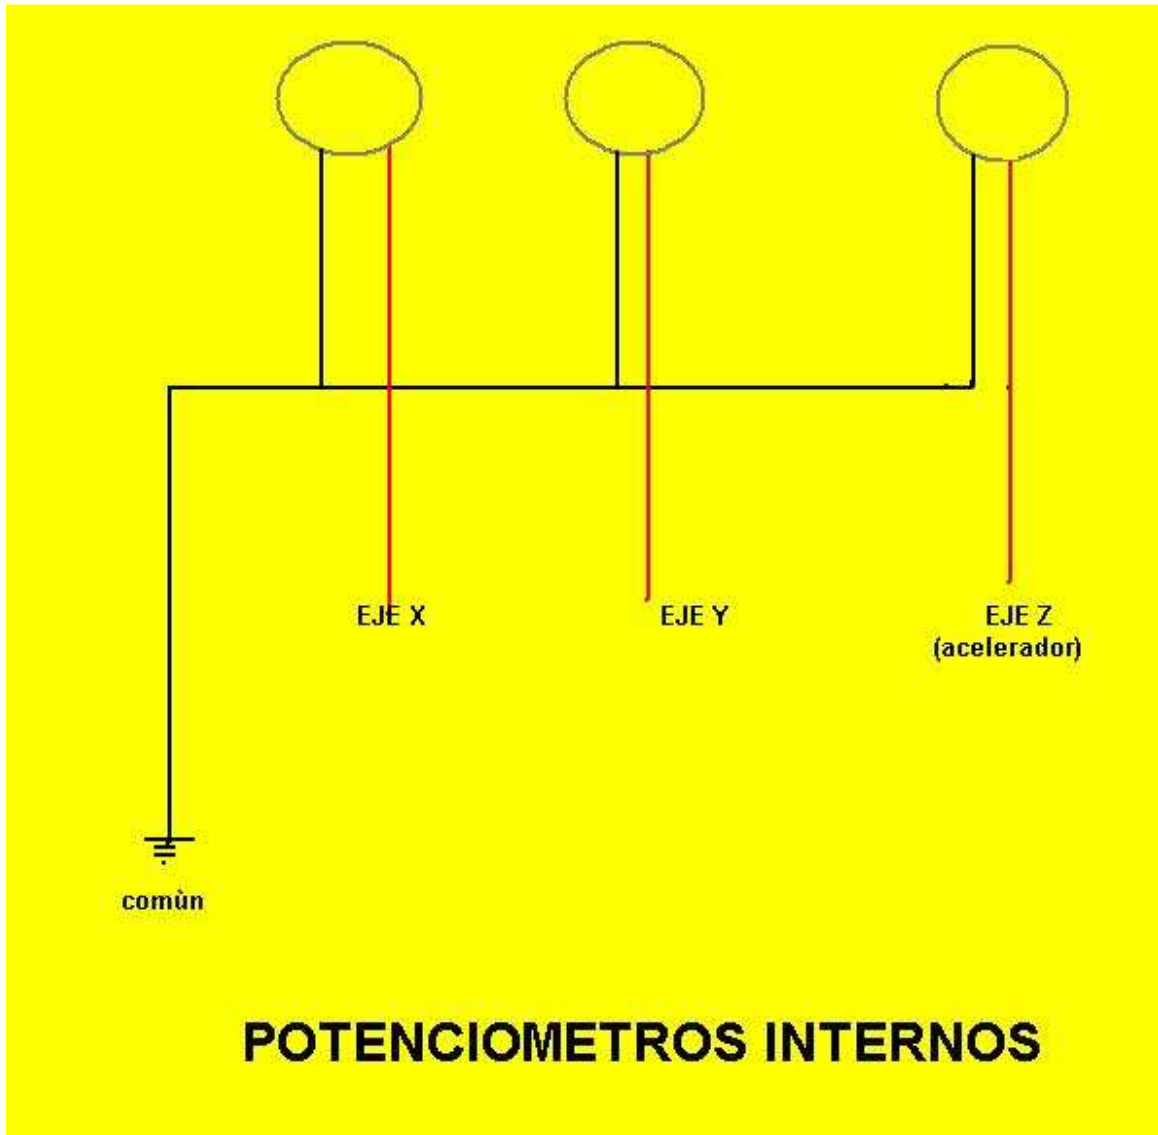 EJE X
EJE Y
EJE Z
(acelerador)
comùn
POTENCIOMETROS INTERNOS